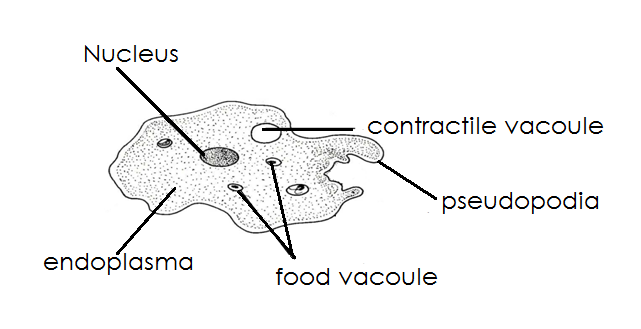 Nucleus
contractile vacoule
pseudopodia
endoplasma
food vacoule